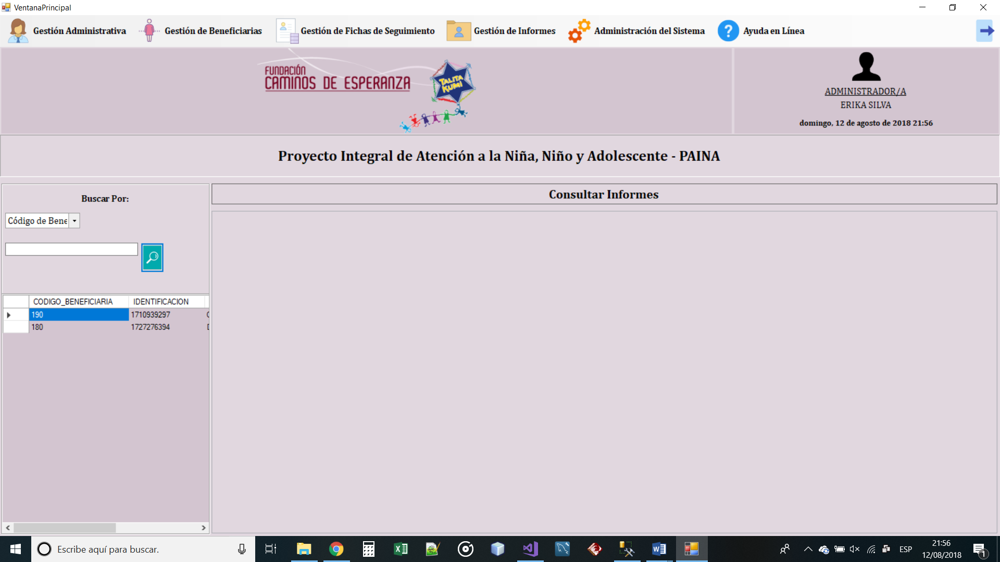 VentanaPrincipal
Gestión Administrativa
Gestión de Beneficiarias
Gestión de Fichas de Seguimiento
Gestión de Informes
Administración del Sistema
Ayuda en Línea
FUNDACIÓN
CAMINOS DE ESPERANZA
TALITA
KUMI
ADMINISTRADOR/A
ERIKA SILVA
domingo, 12 de agosto de 2018 21:56
Proyecto Integral de Atención a la Niña, Niño y Adolescente - PAINA
Buscar Por:
Código de Bene
Consultar Informes
CODIGO_BENEFICIARIA IDENTIFICACION
190 1710939297
180 1727276394
Escribe aquí para buscar.
ESP
21:56
12/08/2018
1